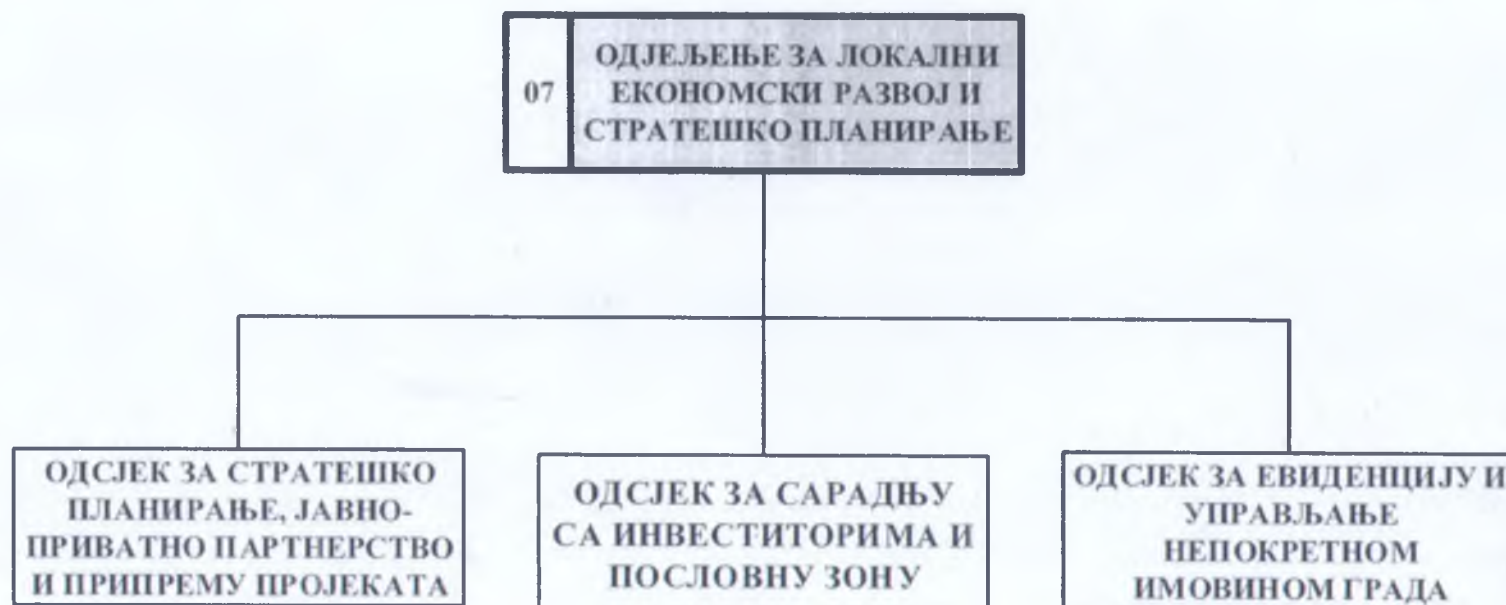 07
ОДЈЕЉЕЊЕ ЗА ЛОКАЛНИ
ЕКОНОМСКИ РАЗВОЈ И
СТРАТЕШКО ПЛАНИРАЊЕ
ОДСЈЕК ЗА СТРАТЕШКО
ПЛАНИРАЊЕ, ЈАВНО-
ПРИВАТНО ПАРТНЕРСТВО
И ПРИПРЕМУ ПРОЈЕКАТА
ОДСЈЕК ЗА САРАДЊУ
СА ИНВЕСТИТОРИМА И
ПОСЛОВНУ ЗОНУ
ОДСЈЕК ЗА ЕВИДЕНЦИЈУ И
УПРАВЉАЊЕ
НЕПОКРЕТНОМ
ИМОВИНОМ ГРАДА